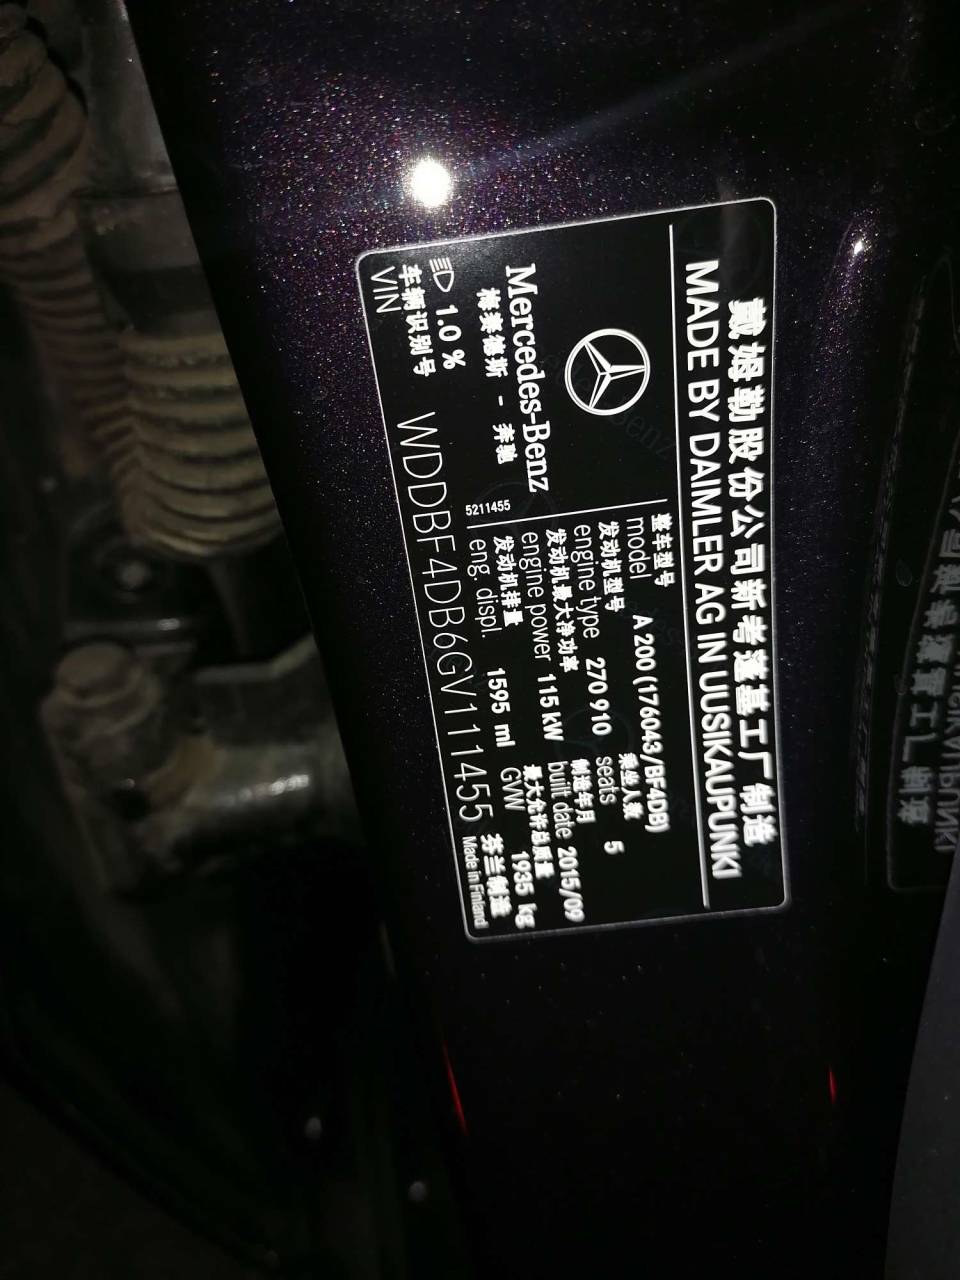 戴姆勒股份公司新考蓬基工厂制造
MADE BY DAIMLER AG IN UUSIKAUPUNKI
Mercedes-Benz
梅赛德斯 - 奔驰
整车型号
model A 200 (176043/BF4DB)
发动机型号 乘坐人数
engine type 270 910 seats 5
发动机最大净功率 制造年月
engine power 115 kW built date 2015/09
发动机排量 最大允许总质量
eng. displ. 1595 ml GVW 1935 kg
5211455
1.0 %
车辆识别号
VIN WDDBF4DB6GV111455
芬兰制造
Made in Finland